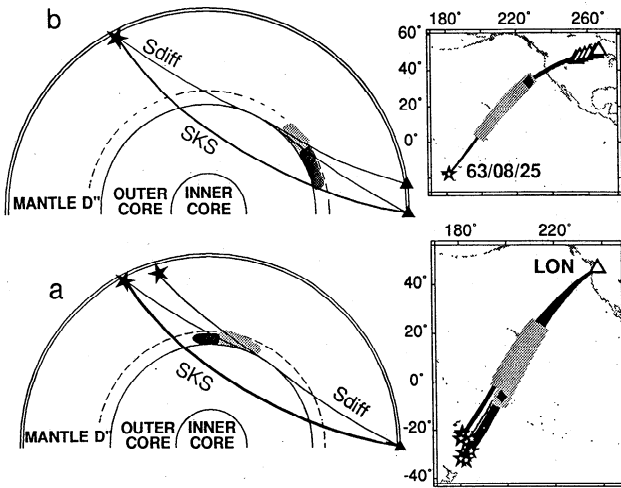 b
Sdiff
SKS
MANTLE D"
OUTER
CORE
INNER
CORE
180° 220° 260°
60°
40°
20°
0°
63/08/25
a
SKS
Sdiff
MANTLE D"
OUTER
CORE
INNER
CORE
180° 220°
LON
40°
20°
0°
-20°
-40°